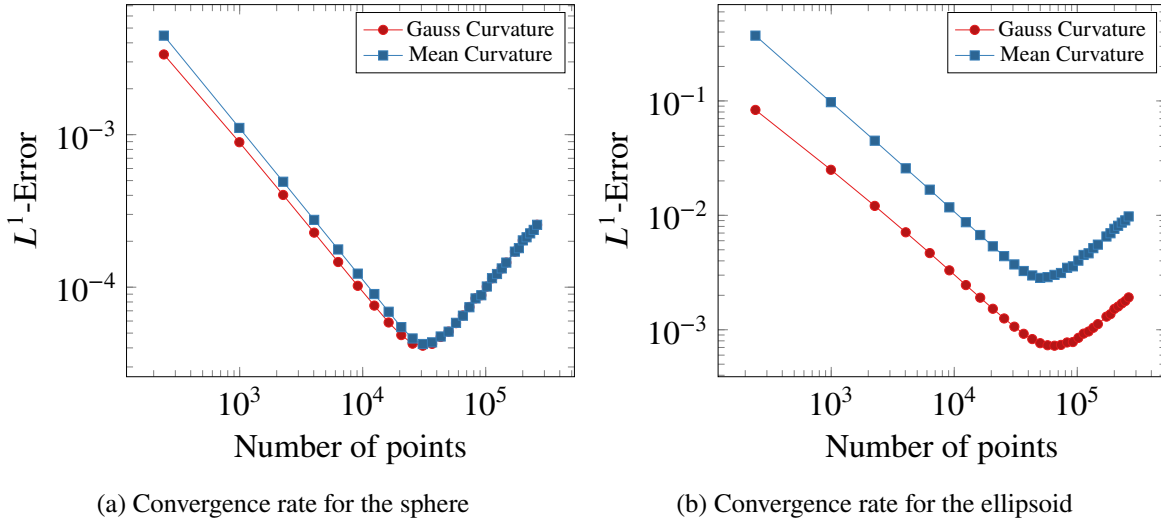 Gauss Curvature
Mean Curvature
10^-3
10^-4
L^1-Error
10^3 10^4 10^5
Number of points
(a) Convergence rate for the sphere
Gauss Curvature
Mean Curvature
10^-1
10^-2
10^-3
L^1-Error
10^3 10^4 10^5
Number of points
(b) Convergence rate for the ellipsoid